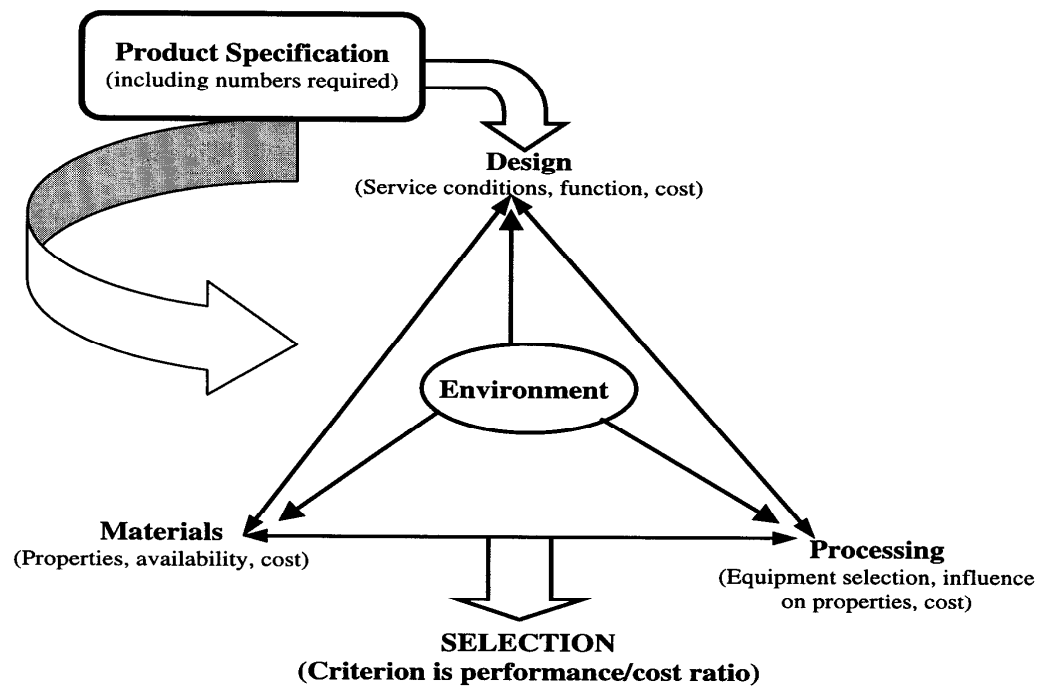 Product Specification
(including numbers required)
Design
(Service conditions, function, cost)
Environment
Materials
(Properties, availability, cost)
Processing
(Equipment selection, influence
on properties, cost)
SELECTION
(Criterion is performance/cost ratio)